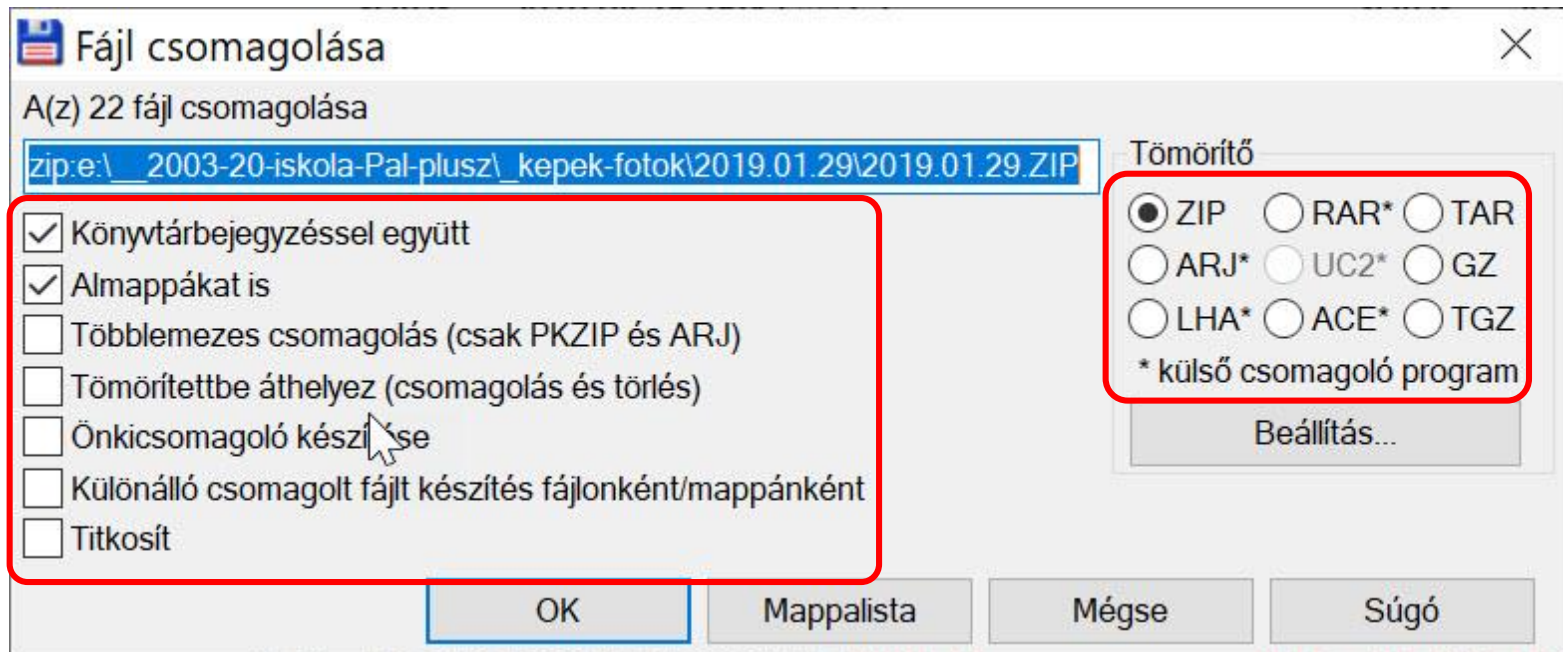 Fájl csomagolása
A(z) 22 fájl csomagolása
zip:e:\__2003-20-iskola-Pal-plusz\_kepek-fotok\2019.01.29\2019.01.29.ZIP
Könyvtárbejegyzéssel együtt
Almappákat is
Többlemezes csomagolás (csak PKZIP és ARJ)
Tömörítettbe áthelyez (csomagolás és törlés)
Önkicsomagoló készítése
Különálló csomagolt fájlt készítés fájlonként/mappánként
Titkosít
Tömörítő
ZIP RAR* TAR
ARJ* UC2* GZ
LHA* ACE* TGZ
* külső csomagoló program
Beállítás...
OK Mappalista Mégse Súgó